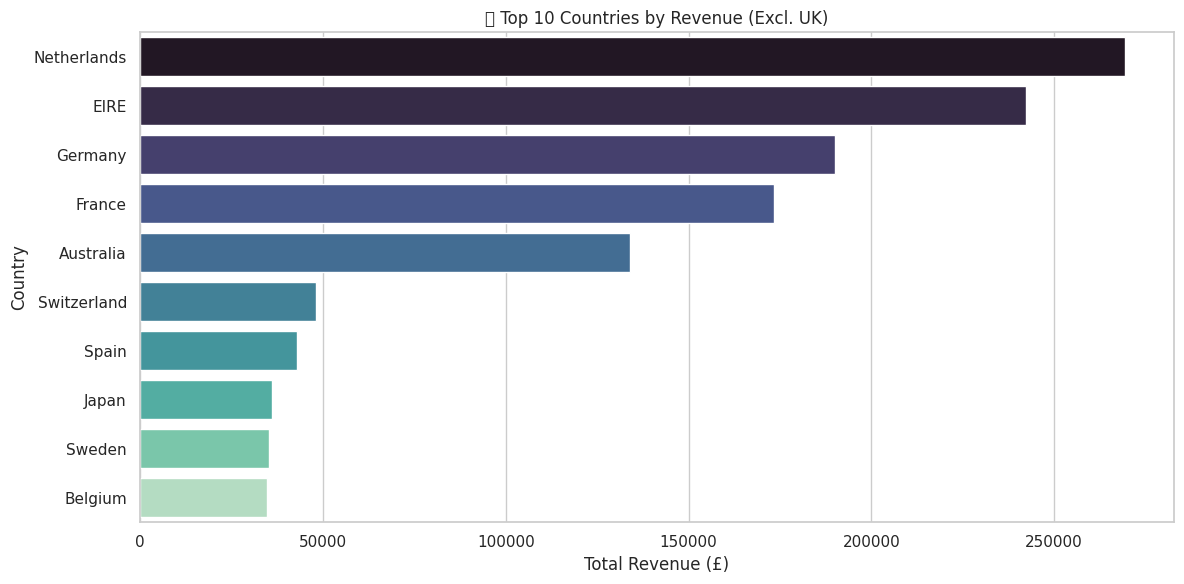 Top 10 Countries by Revenue (Excl. UK)
Netherlands
EIRE
Germany
France
Australia
Switzerland
Spain
Japan
Sweden
Belgium
Country
0 50000 100000 150000 200000 250000
Total Revenue (£)